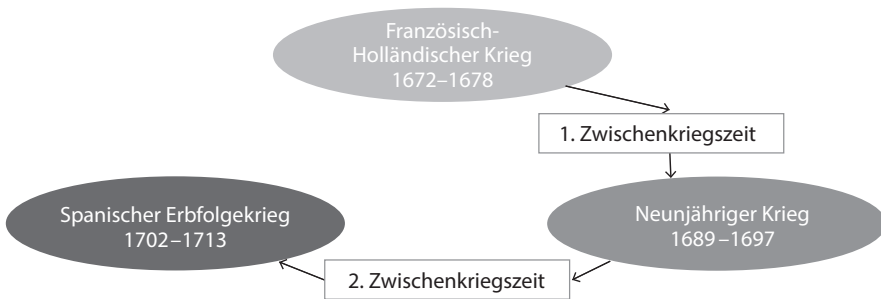 Französisch-
Holländischer Krieg
1672–1678
1. Zwischenkriegszeit
Neunjähriger Krieg
1689–1697
2. Zwischenkriegszeit
Spanischer Erbfolgekrieg
1702–1713